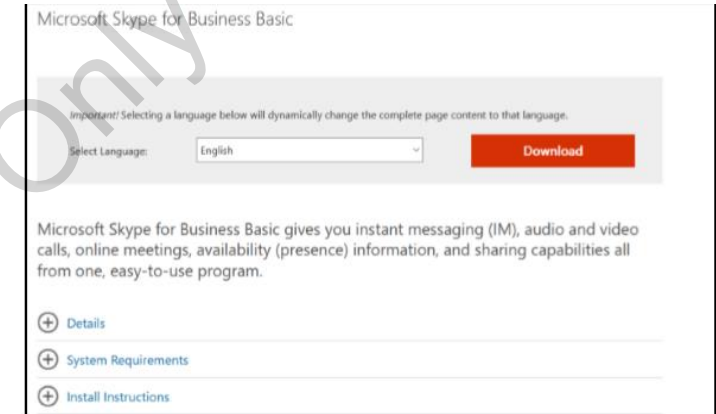 Microsoft Skype for Business Basic
Only
Important! Selecting a language below will dynamically change the complete page content to that language.
Select Language:
English
Download
Microsoft Skype for Business Basic gives you instant messaging (IM), audio and video
calls, online meetings, availability (presence) information, and sharing capabilities all
from one, easy-to-use program.
Details
System Requirements
Install Instructions